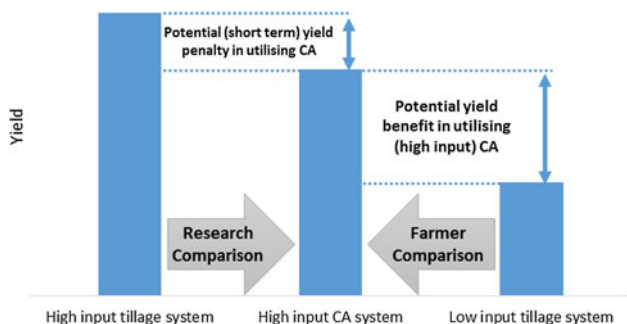 Potential (short term) yield
penalty in utilising CA
Potential yield
benefit in utilising
(high input) CA
Yield
Research
Comparison
Farmer
Comparison
High input tillage system
High input CA system
Low input tillage system